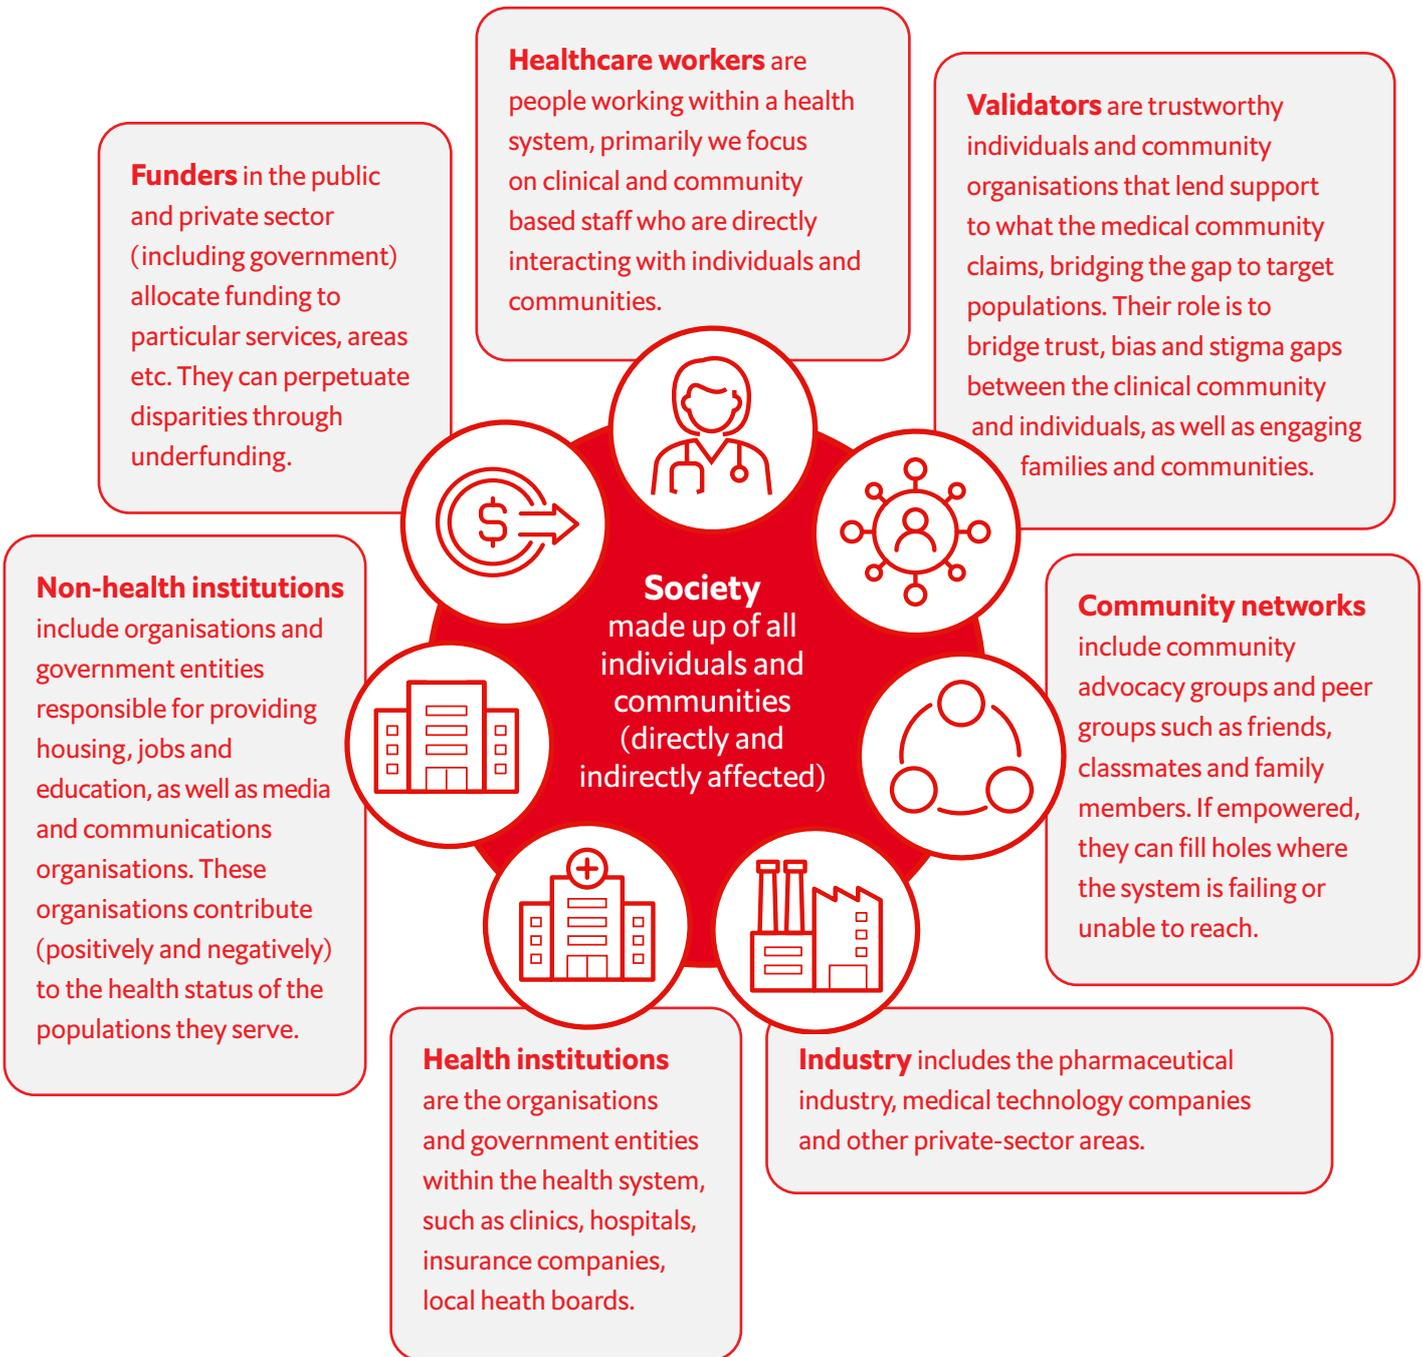 Healthcare workers are
people working within a health
system, primarily we focus
on clinical and community
based staff who are directly
interacting with individuals and
communities.
Validators are trustworthy
individuals and community
organisations that lend support
to what the medical community
claims, bridging the gap to target
populations. Their role is to
bridge trust, bias and stigma gaps
between the clinical community
and individuals, as well as engaging
families and communities.
Funders in the public
and private sector
(including government)
allocate funding to
particular services, areas
etc. They can perpetuate
disparities through
underfunding.
$
Non-health institutions
include organisations and
government entities
responsible for providing
housing, jobs and
education, as well as media
and communications
organisations. These
organisations contribute
(positively and negatively)
to the health status of the
populations they serve.
Society
made up of all
individuals and
communities
(directly and
indirectly affected)
Community networks
include community
advocacy groups and peer
groups such as friends,
classmates and family
members. If empowered,
they can fill holes where
the system is failing or
unable to reach.
Health institutions
are the organisations
and government entities
within the health system,
such as clinics, hospitals,
insurance companies,
local heath boards.
Industry includes the pharmaceutical
industry, medical technology companies
and other private-sector areas.